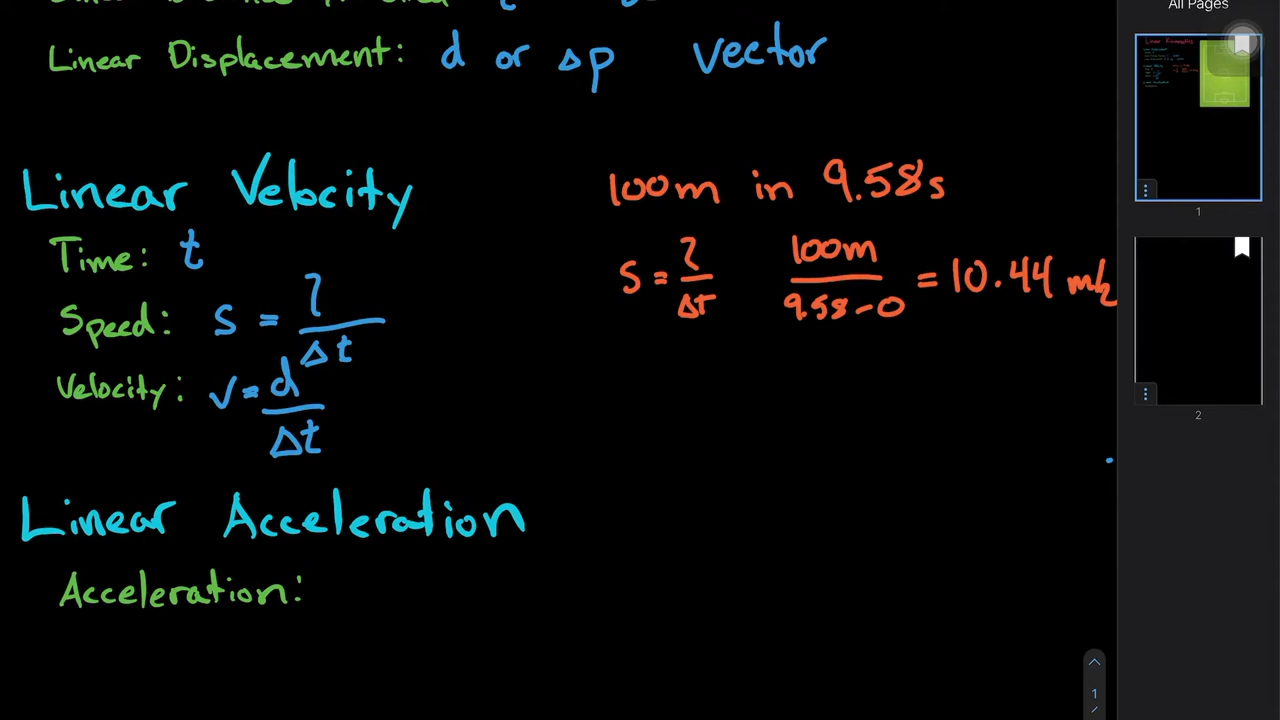 All Pages
Linear Displacement: d or Δp vector
Linear Velocity
100m in 9.58s
Time: t
Speed: s = l / Δt
s = l / Δt 100m / 9.58-0 = 10.44 m/s
Velocity: v = d / Δt
Linear Acceleration
Acceleration:
1
2
1